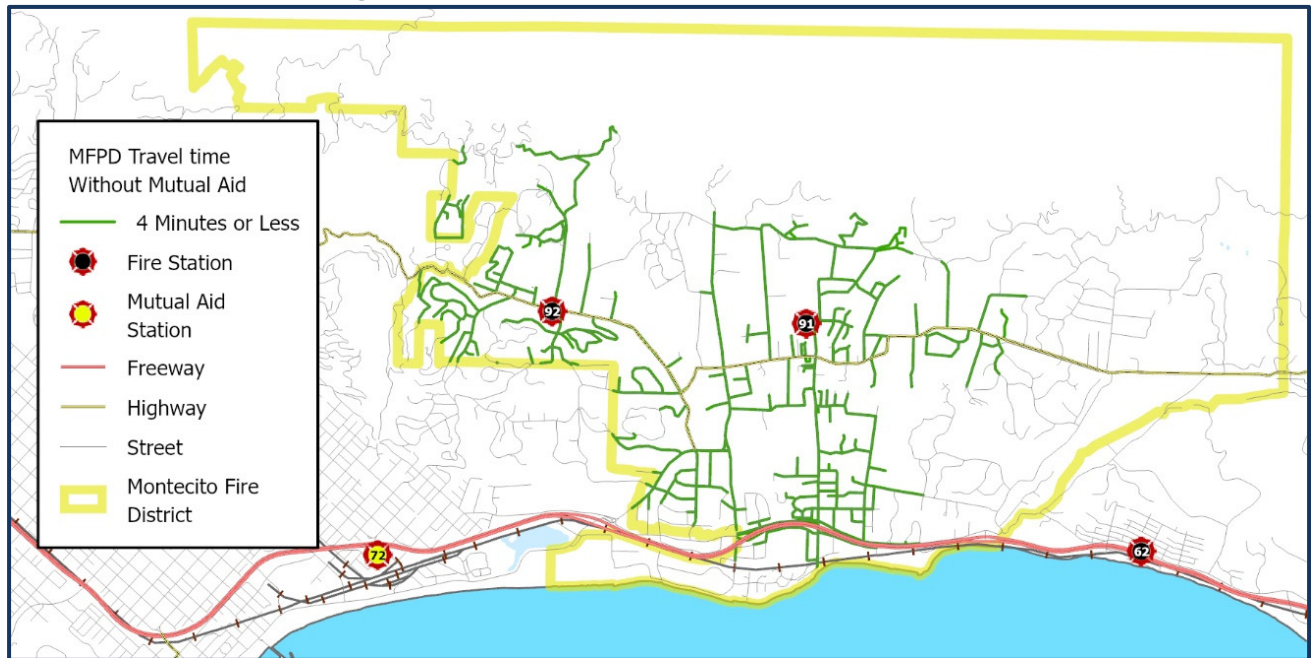 MFPD Travel time
Without Mutual Aid
4 Minutes or Less
Fire Station
Mutual Aid
Station
Freeway
Highway
Street
Montecito Fire
District
92
91
72
62